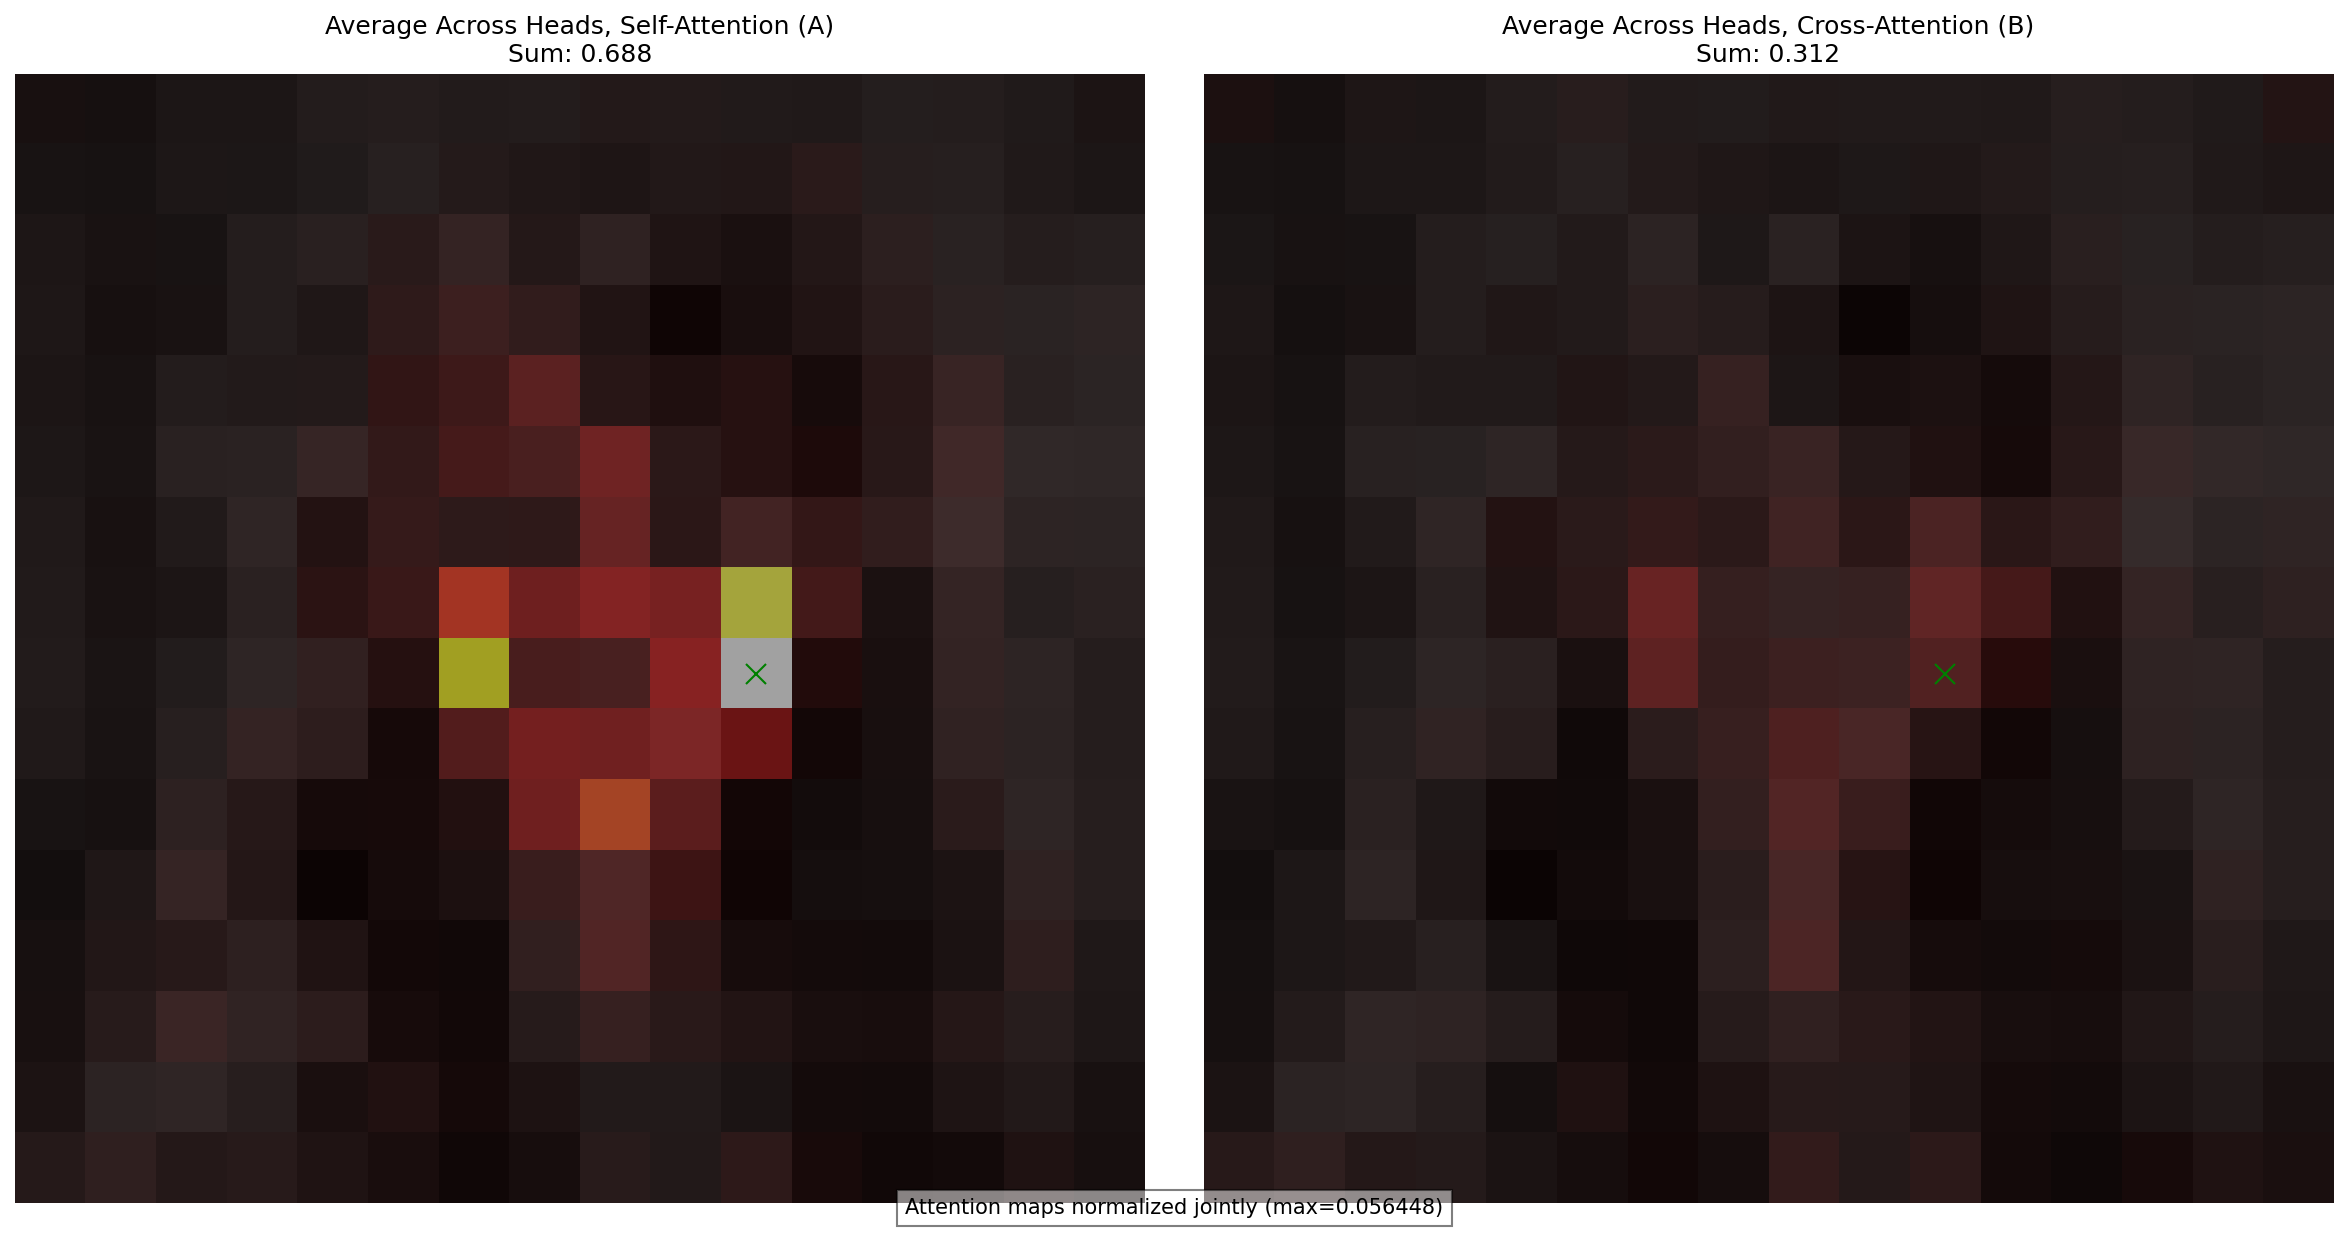 Average Across Heads, Self-Attention (A)
Sum: 0.688
Average Across Heads, Cross-Attention (B)
Sum: 0.312
Attention maps normalized jointly (max=0.056448)